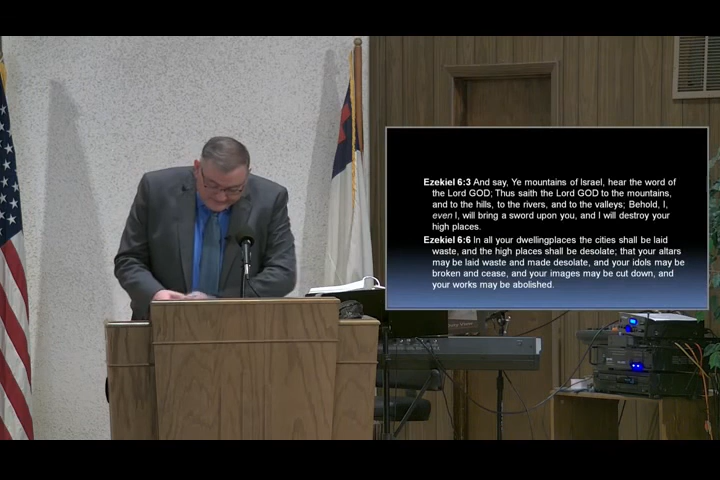 Ezekiel 6:3 And say, Ye mountains of Israel, hear the word of
the Lord GOD; Thus saith the Lord GOD to the mountains,
and to the hills, to the rivers, and to the valleys; Behold, I,
even I, will bring a sword upon you, and I will destroy your
high places.
Ezekiel 6:6 In all your dwellingplaces the cities shall be laid
waste, and the high places shall be desolate; that your altars
may be laid waste and made desolate, and your idols may be
broken and cease, and your images may be cut down, and
your works may be abolished.